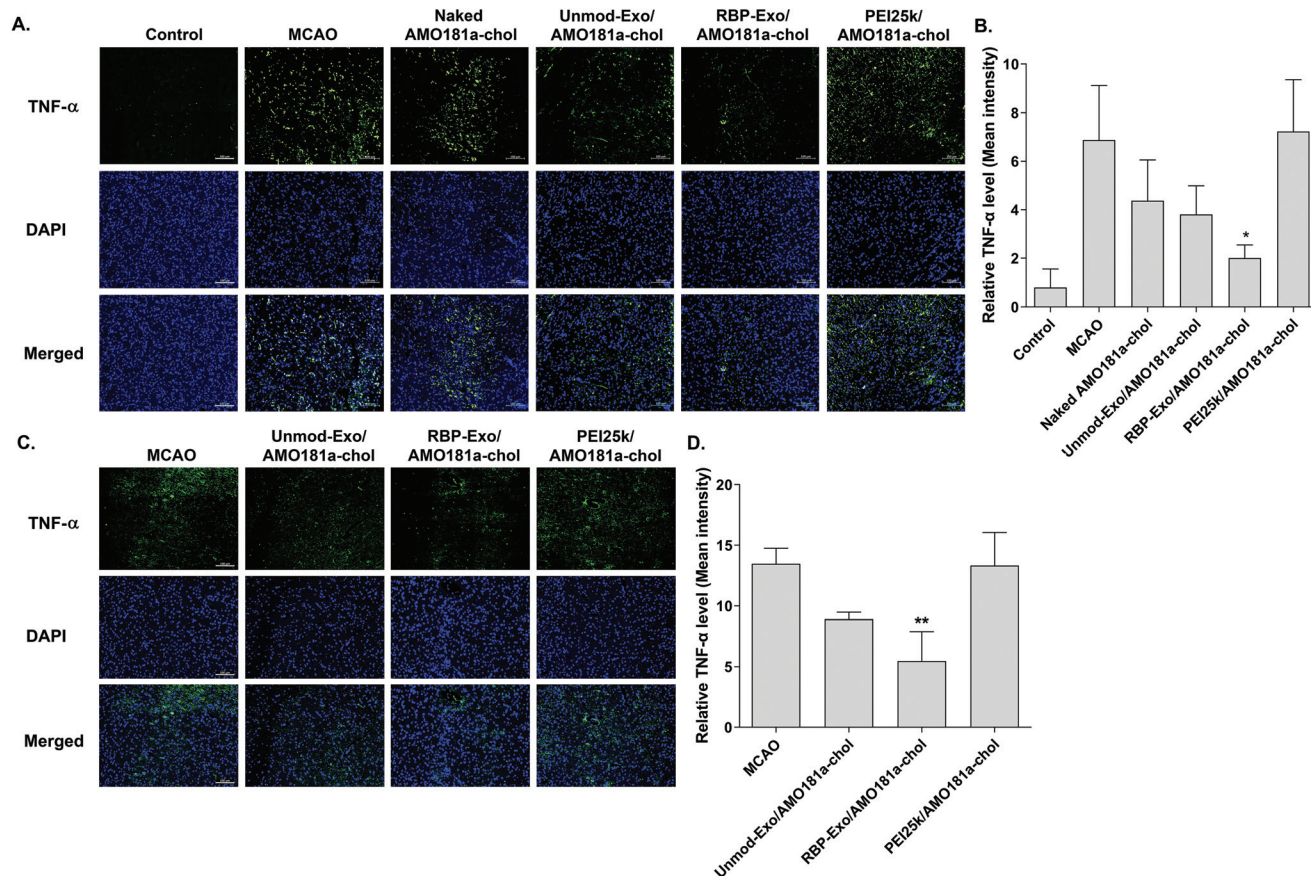 A.
Control
MCAO
Naked
AMO181a-chol
Unmod-Exo/
AMO181a-chol
RBP-Exo/
AMO181a-chol
PEI25k/
AMO181a-chol
TNF-α
DAPI
Merged
B.
Relative TNF-α level (Mean intensity)
10
8
6
4
2
0
*
Control
MCAO
Naked AMO181a-chol
Unmod-Exo/AMO181a-chol
RBP-Exo/AMO181a-chol
PEI25k/AMO181a-chol
C.
MCAO
Unmod-Exo/
AMO181a-chol
RBP-Exo/
AMO181a-chol
PEI25k/
AMO181a-chol
TNF-α
DAPI
Merged
D.
Relative TNF-α level (Mean intensity)
20
15
10
5
0
**
MCAO
Unmod-Exo/AMO181a-chol
RBP-Exo/AMO181a-chol
PEI25k/AMO181a-chol